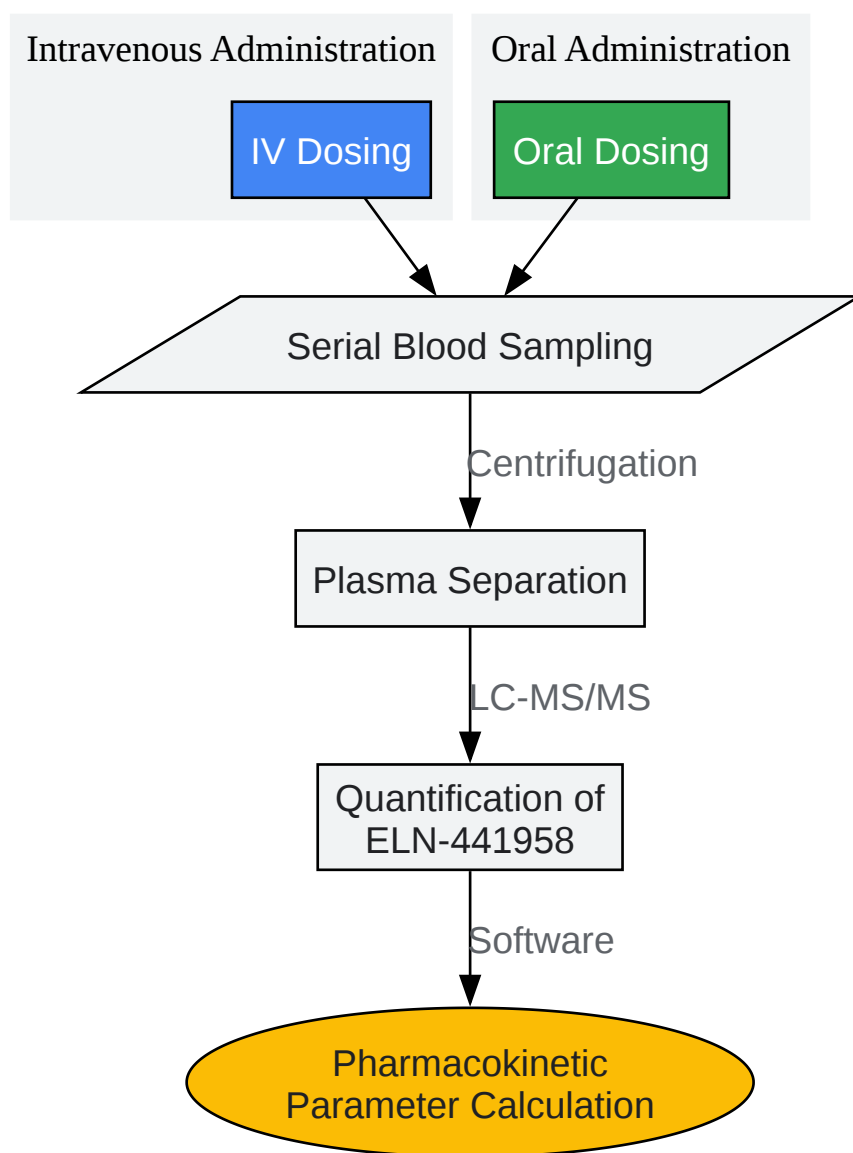 Intravenous Administration
Oral Administration
IV Dosing
Oral Dosing
Serial Blood Sampling
Centrifugation
Plasma Separation
LC-MS/MS
Quantification of
ELN-441958
Software
Pharmacokinetic
Parameter Calculation